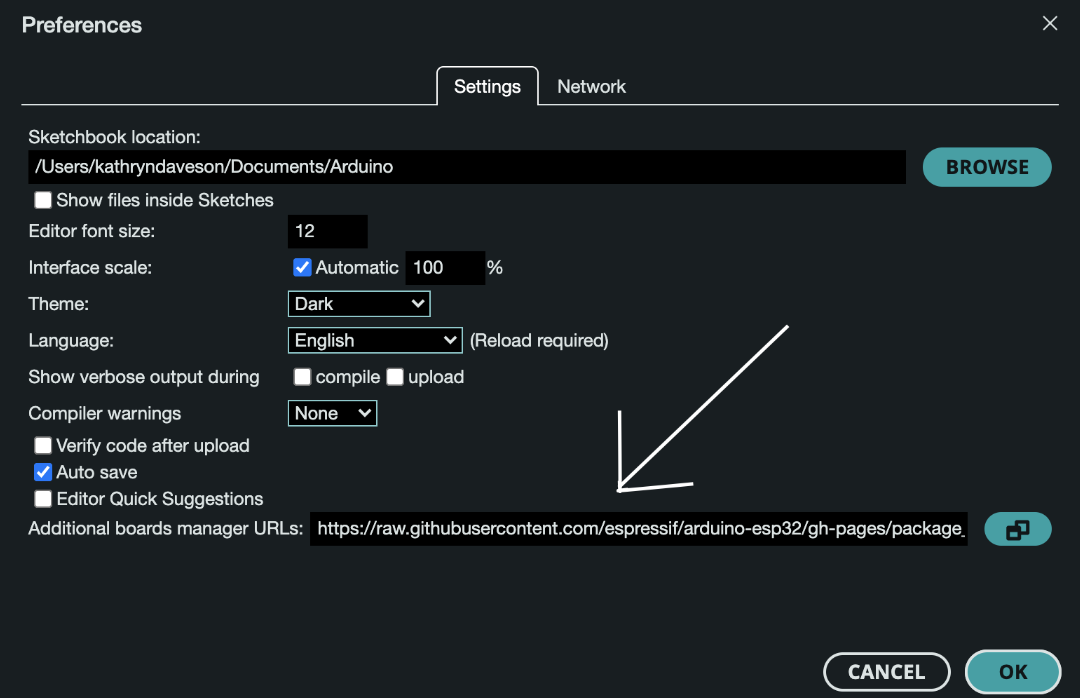 Preferences
Settings Network
Sketchbook location:
/Users/kathryndaveson/Documents/Arduino BROWSE
Show files inside Sketches
Editor font size: 12
Interface scale: Automatic 100 %
Theme: Dark
Language: English (Reload required)
Show verbose output during compile upload
Compiler warnings None
Verify code after upload
Auto save
Editor Quick Suggestions
Additional boards manager URLs: https://raw.githubusercontent.com/espressif/arduino-esp32/gh-pages/package_
CANCEL OK